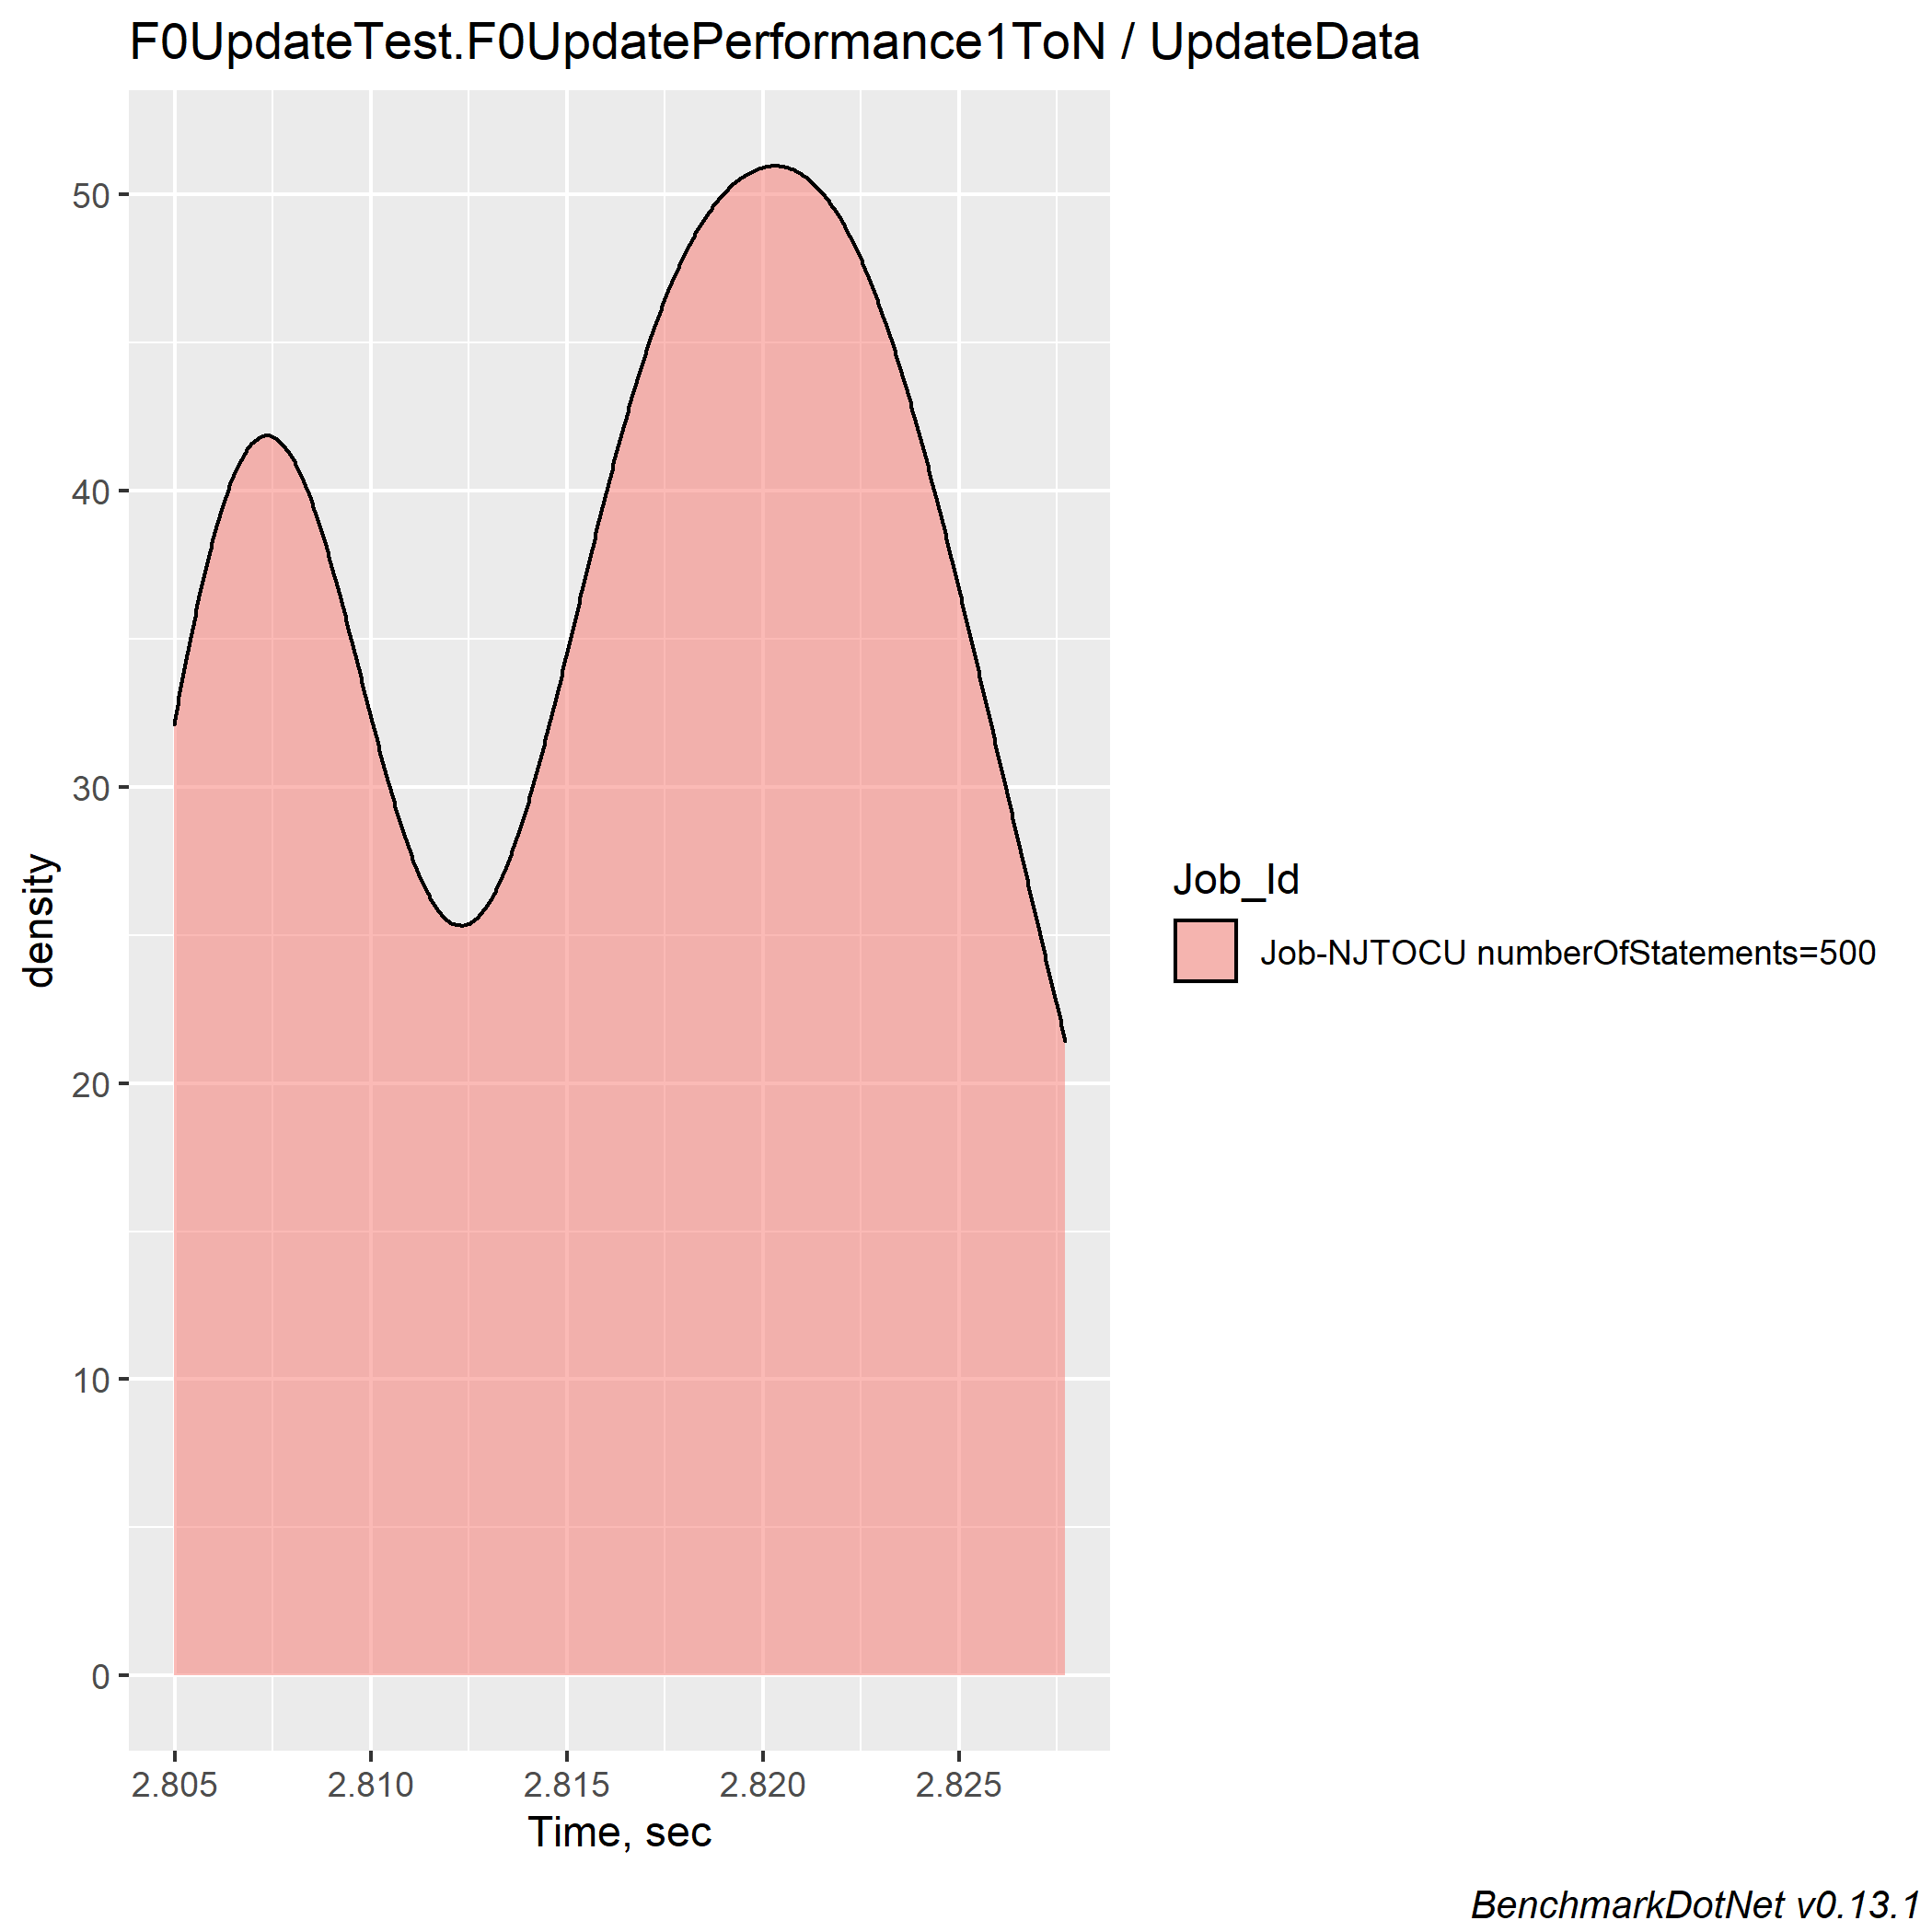 F0UpdateTest.F0UpdatePerformance1ToN / UpdateData
50
40
30
20
10
0
density
2.805 2.810 2.815 2.820 2.825
Time, sec
Job_Id
Job-NJTOCU numberOfStatements=500
BenchmarkDotNet v0.13.1